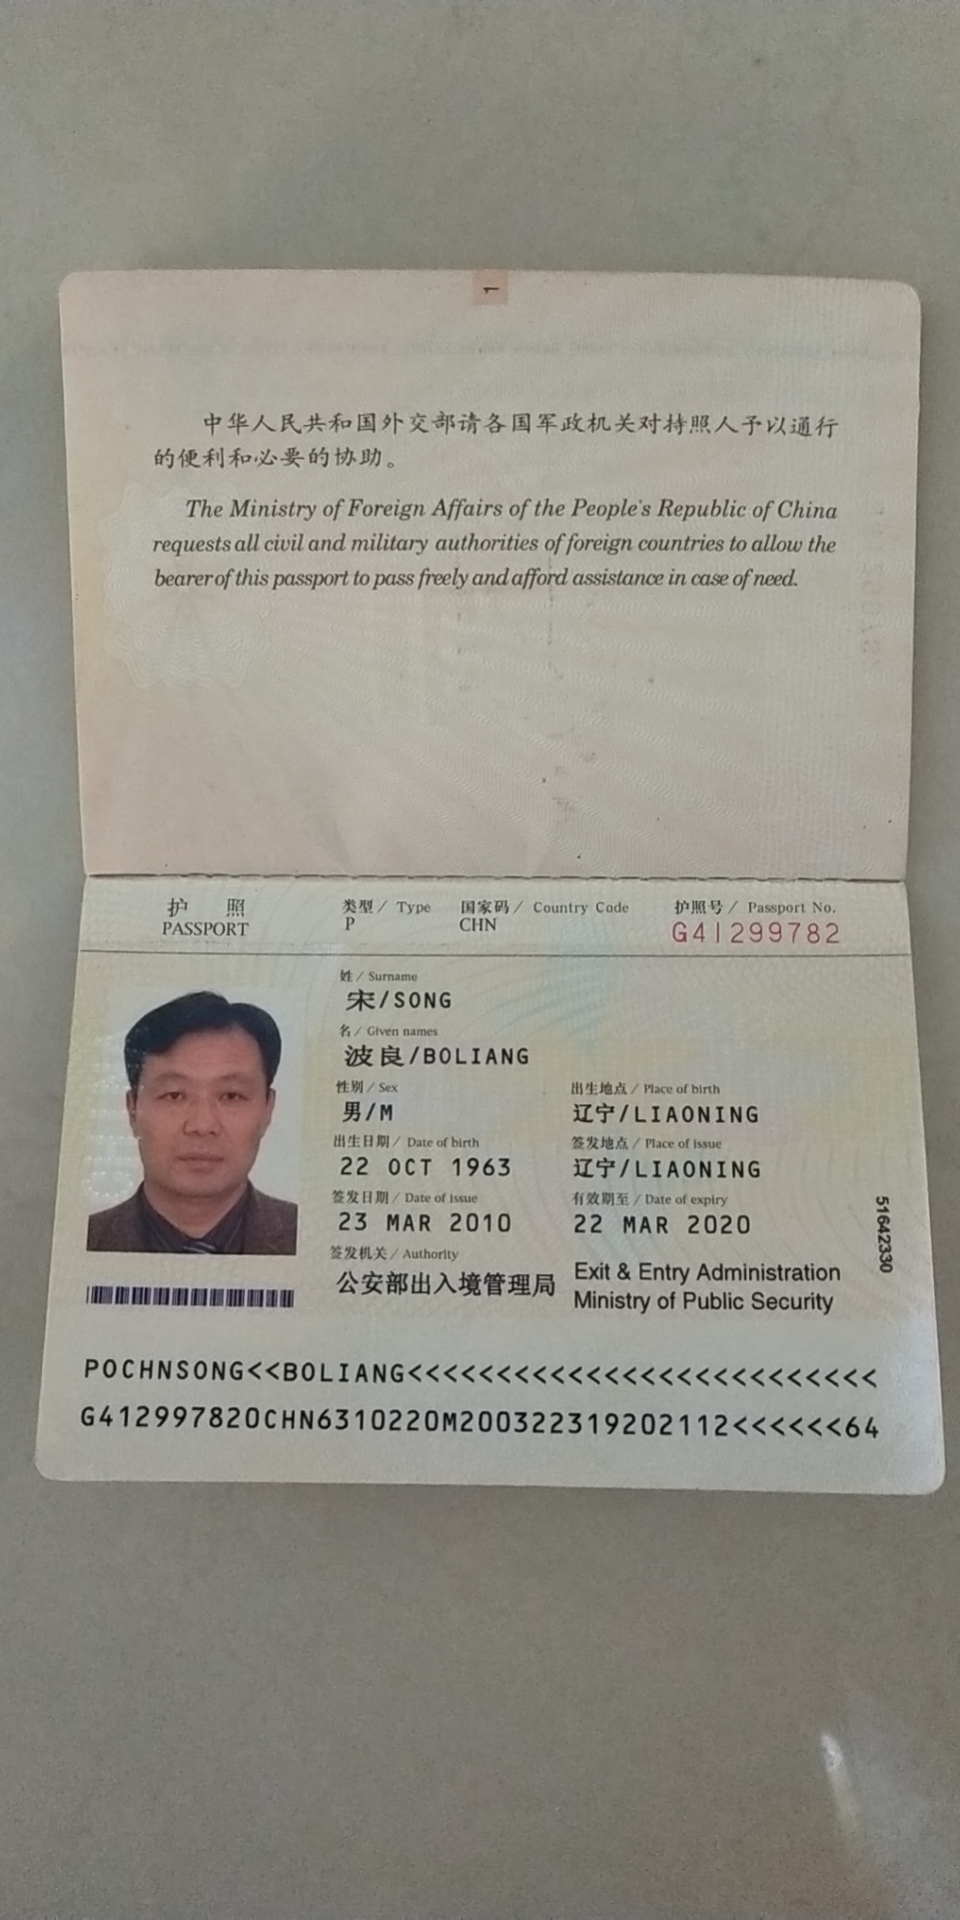 1
中华人民共和国外交部请各国军政机关对持照人予以通行
的便利和必要的协助。
The Ministry of Foreign Affairs of the People's Republic of China
requests all civil and military authorities of foreign countries to allow the
bearer of this passport to pass freely and afford assistance in case of need.
护 照
PASSPORT
类型 / Type
P
国家码 / Country Code
CHN
护照号 / Passport No.
G41299782
姓 / Surname
宋/SONG
名 / Given names
波良/BOLIANG
性别 / Sex
男/M
出生地点 / Place of birth
辽宁/LIAONING
出生日期 / Date of birth
22 OCT 1963
签发地点 / Place of issue
辽宁/LIAONING
签发日期 / Date of issue
23 MAR 2010
有效期至 / Date of expiry
22 MAR 2020
签发机关 / Authority
公安部出入境管理局
Exit & Entry Administration
Ministry of Public Security
51642330
POCHNSONG<<BOLIANG<<<<<<<<<<<<<<<<<<<<<<<<<<
G412997820CHN6310220M200322319202112<<<<<<64